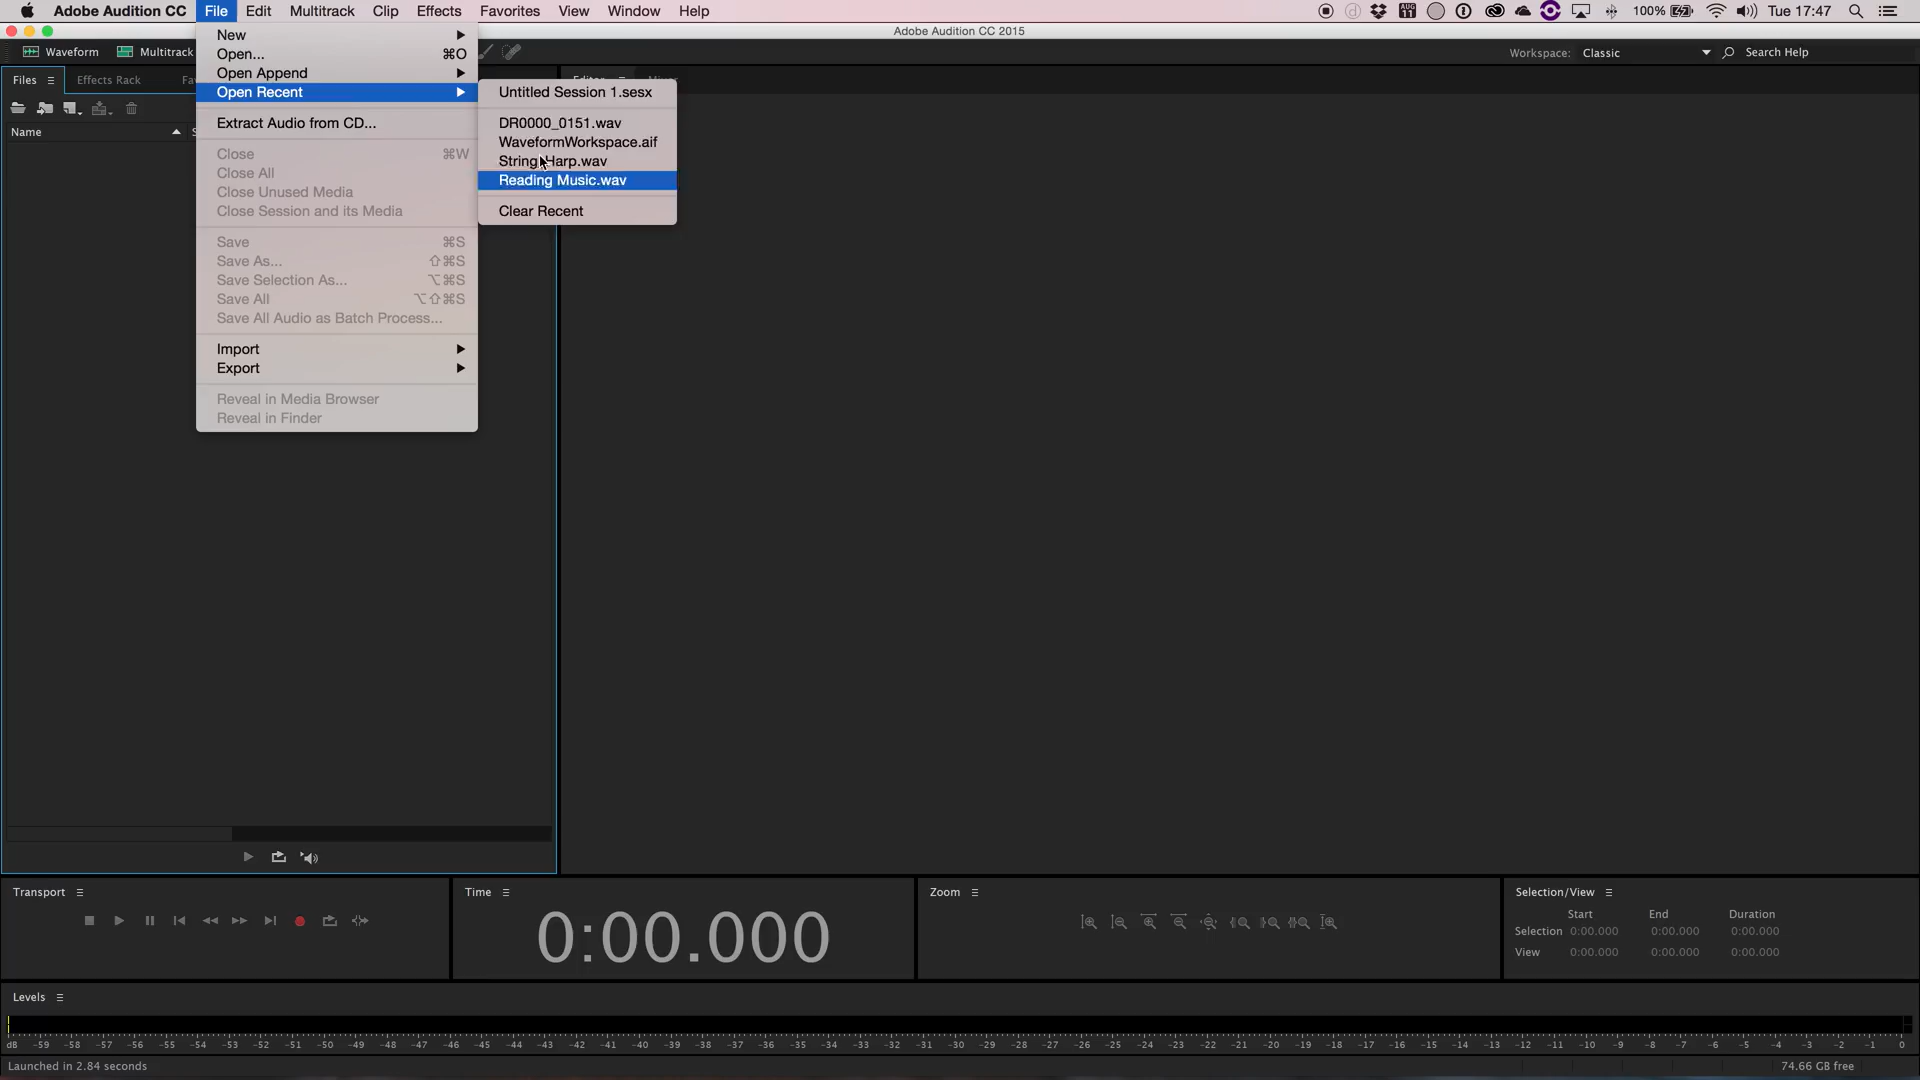 Adobe Audition CC File Edit Multitrack Clip Effects Favorites View Window Help AUG 11 100% Tue 17:47
Adobe Audition CC 2015
Waveform Multitrack Workspace: Classic Search Help
Files Effects Rack Fa Editor Mixer
Name S
New
Open... ⌘O
Open Append
Open Recent
Extract Audio from CD...
Close ⌘W
Close All
Close Unused Media
Close Session and its Media
Save ⌘S
Save As... ⇧⌘S
Save Selection As... ⌥⌘S
Save All ⌥⇧⌘S
Save All Audio as Batch Process...
Import
Export
Reveal in Media Browser
Reveal in Finder
Untitled Session 1.sesx
DR0000_0151.wav
WaveformWorkspace.aif
String Harp.wav
Reading Music.wav
Clear Recent
Transport Time Zoom Selection/View
0:00.000
Start End Duration
Selection 0:00.000 0:00.000 0:00.000
View 0:00.000 0:00.000 0:00.000
Levels
dB -59 -58 -57 -56 -55 -54 -53 -52 -51 -50 -49 -48 -47 -46 -45 -44 -43 -42 -41 -40 -39 -38 -37 -36 -35 -34 -33 -32 -31 -30 -29 -28 -27 -26 -25 -24 -23 -22 -21 -20 -19 -18 -17 -16 -15 -14 -13 -12 -11 -10 -9 -8 -7 -6 -5 -4 -3 -2 -1 0
Launched in 2.84 seconds 74.66 GB free